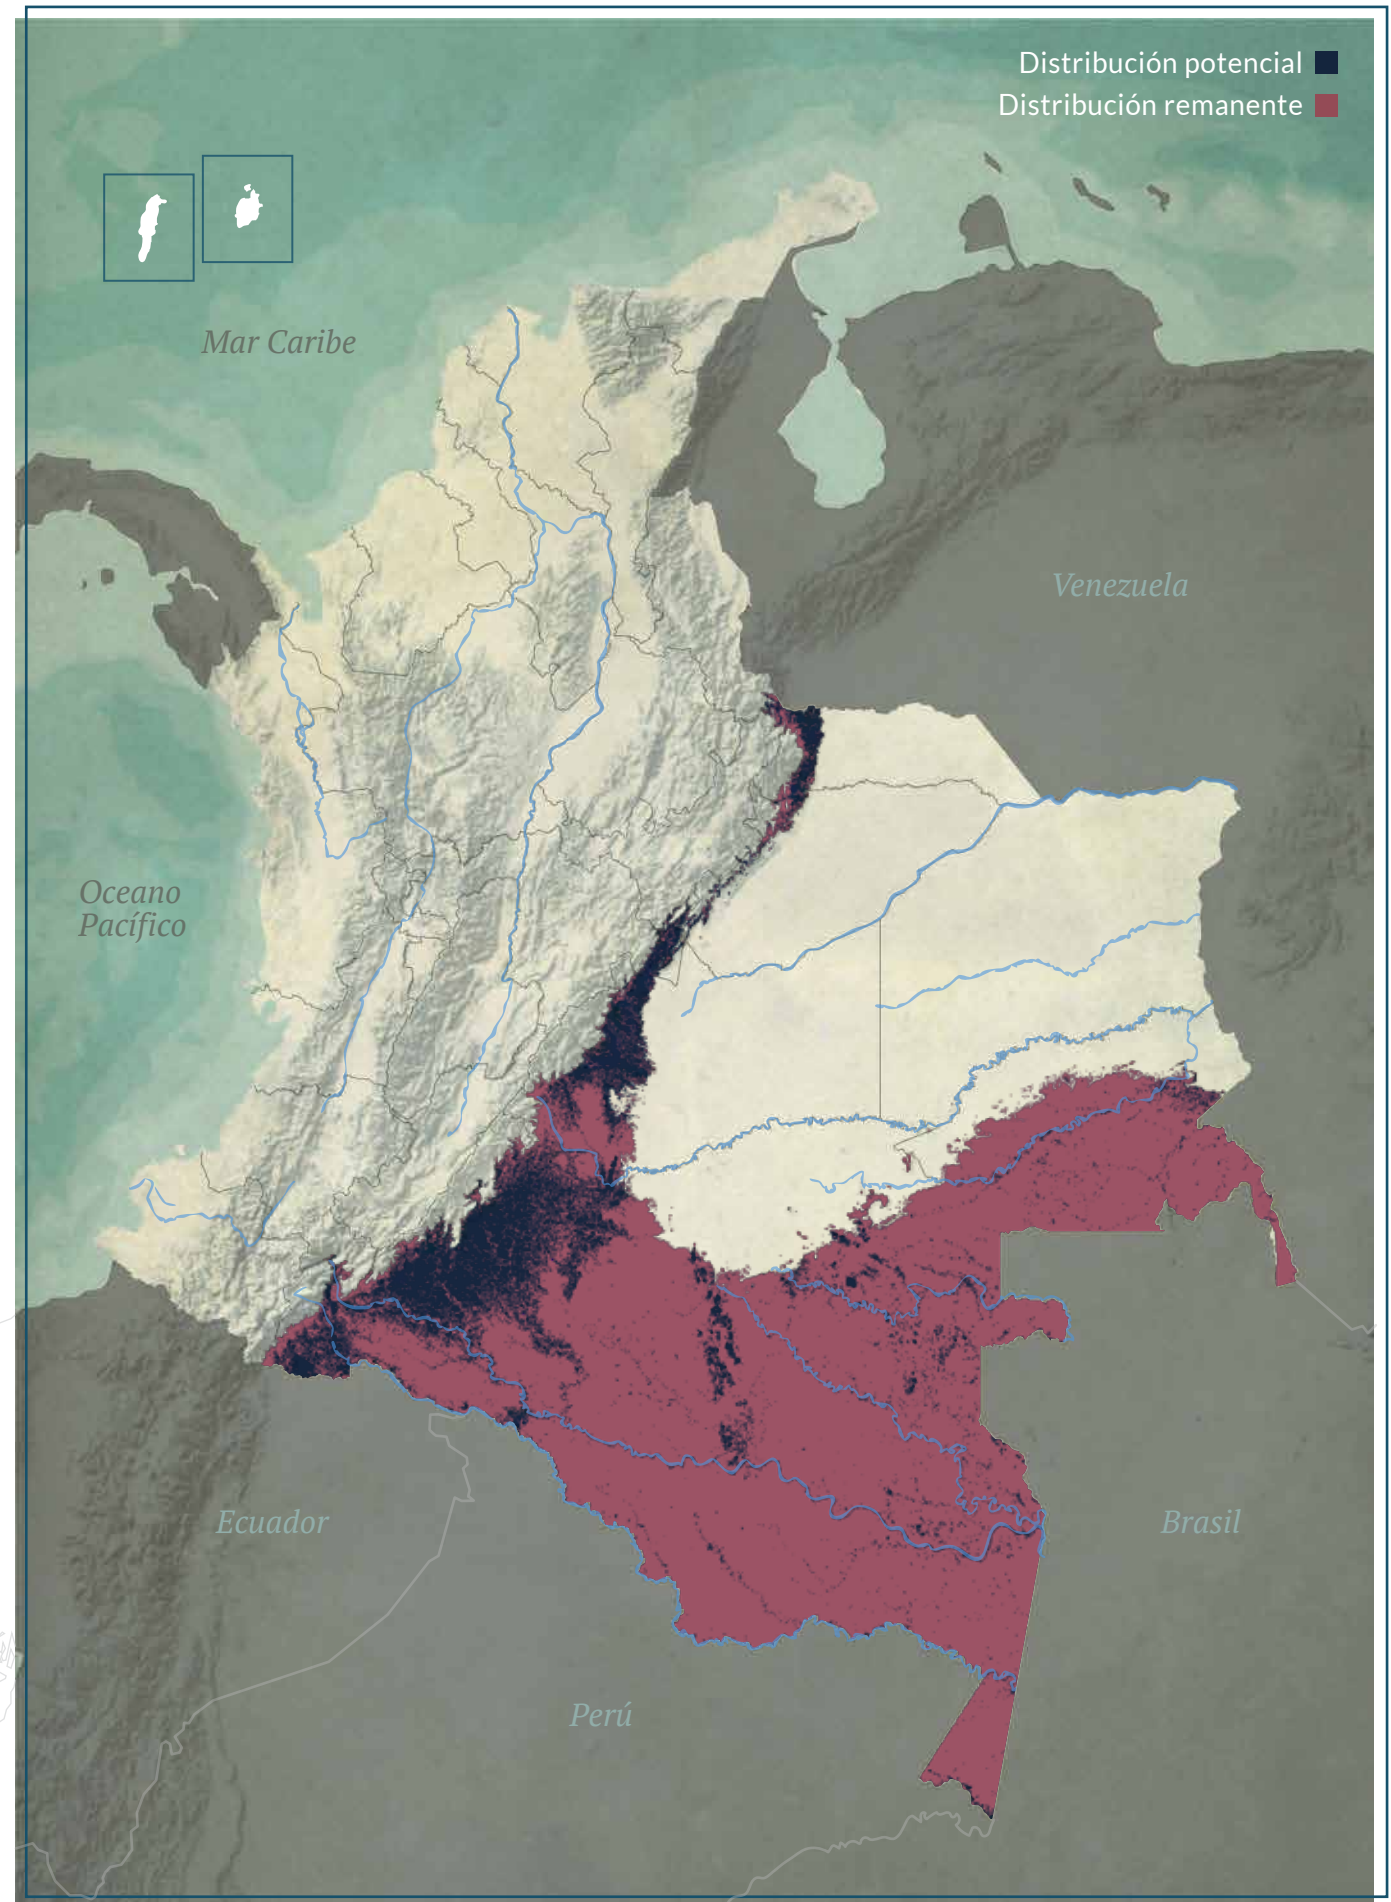 Distribución potencial
Distribución remanente
Mar Caribe
Venezuela
Oceano
Pacífico
Ecuador
Brasil
Perú